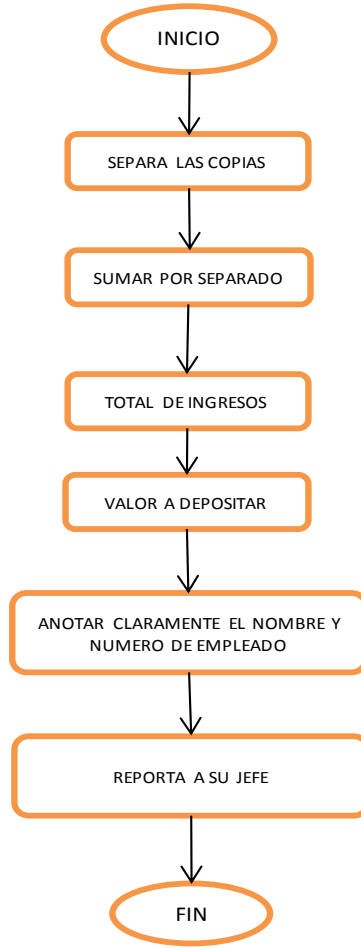 INICIO
SEPARA LAS COPIAS
SUMAR POR SEPARADO
TOTAL DE INGRESOS
VALOR A DEPOSITAR
ANOTAR CLARAMENTE EL NOMBRE Y
NUMERO DE EMPLEADO
REPORTA A SU JEFE
FIN